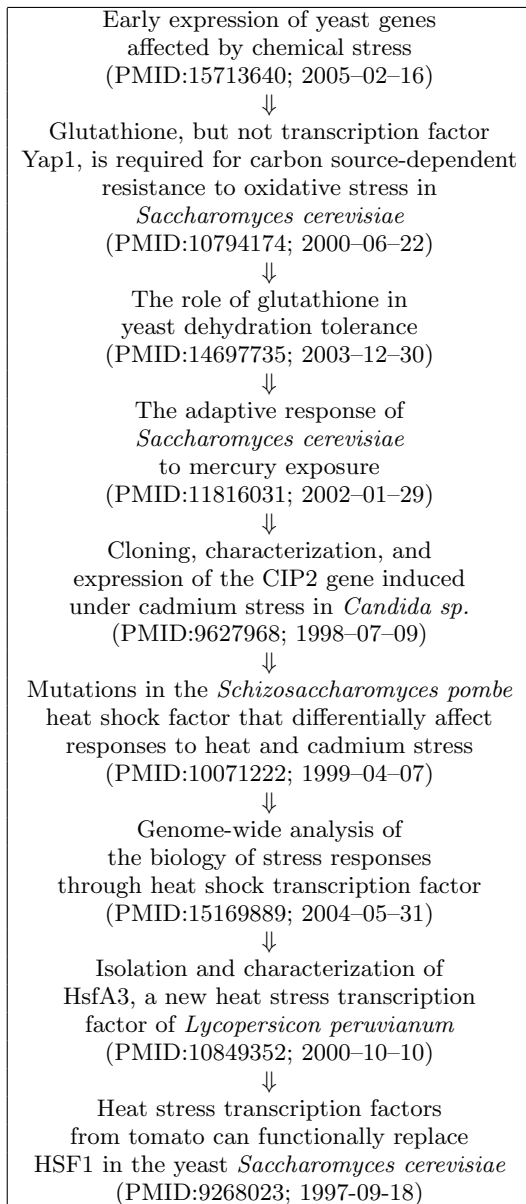 Early expression of yeast genes
affected by chemical stress
(PMID:15713640; 2005–02–16)
⇓
Glutathione, but not transcription factor
Yap1, is required for carbon source-dependent
resistance to oxidative stress in
Saccharomyces cerevisiae
(PMID:10794174; 2000–06–22)
⇓
The role of glutathione in
yeast dehydration tolerance
(PMID:14697735; 2003–12–30)
⇓
The adaptive response of
Saccharomyces cerevisiae
to mercury exposure
(PMID:11816031; 2002–01–29)
⇓
Cloning, characterization, and
expression of the CIP2 gene induced
under cadmium stress in Candida sp.
(PMID:9627968; 1998–07–09)
⇓
Mutations in the Schizosaccharomyces pombe
heat shock factor that differentially affect
responses to heat and cadmium stress
(PMID:10071222; 1999–04–07)
⇓
Genome-wide analysis of
the biology of stress responses
through heat shock transcription factor
(PMID:15169889; 2004–05–31)
⇓
Isolation and characterization of
HsfA3, a new heat stress transcription
factor of Lycopersicon peruvianum
(PMID:10849352; 2000–10–10)
⇓
Heat stress transcription factors
from tomato can functionally replace
HSF1 in the yeast Saccharomyces cerevisiae
(PMID:9268023; 1997-09-18)